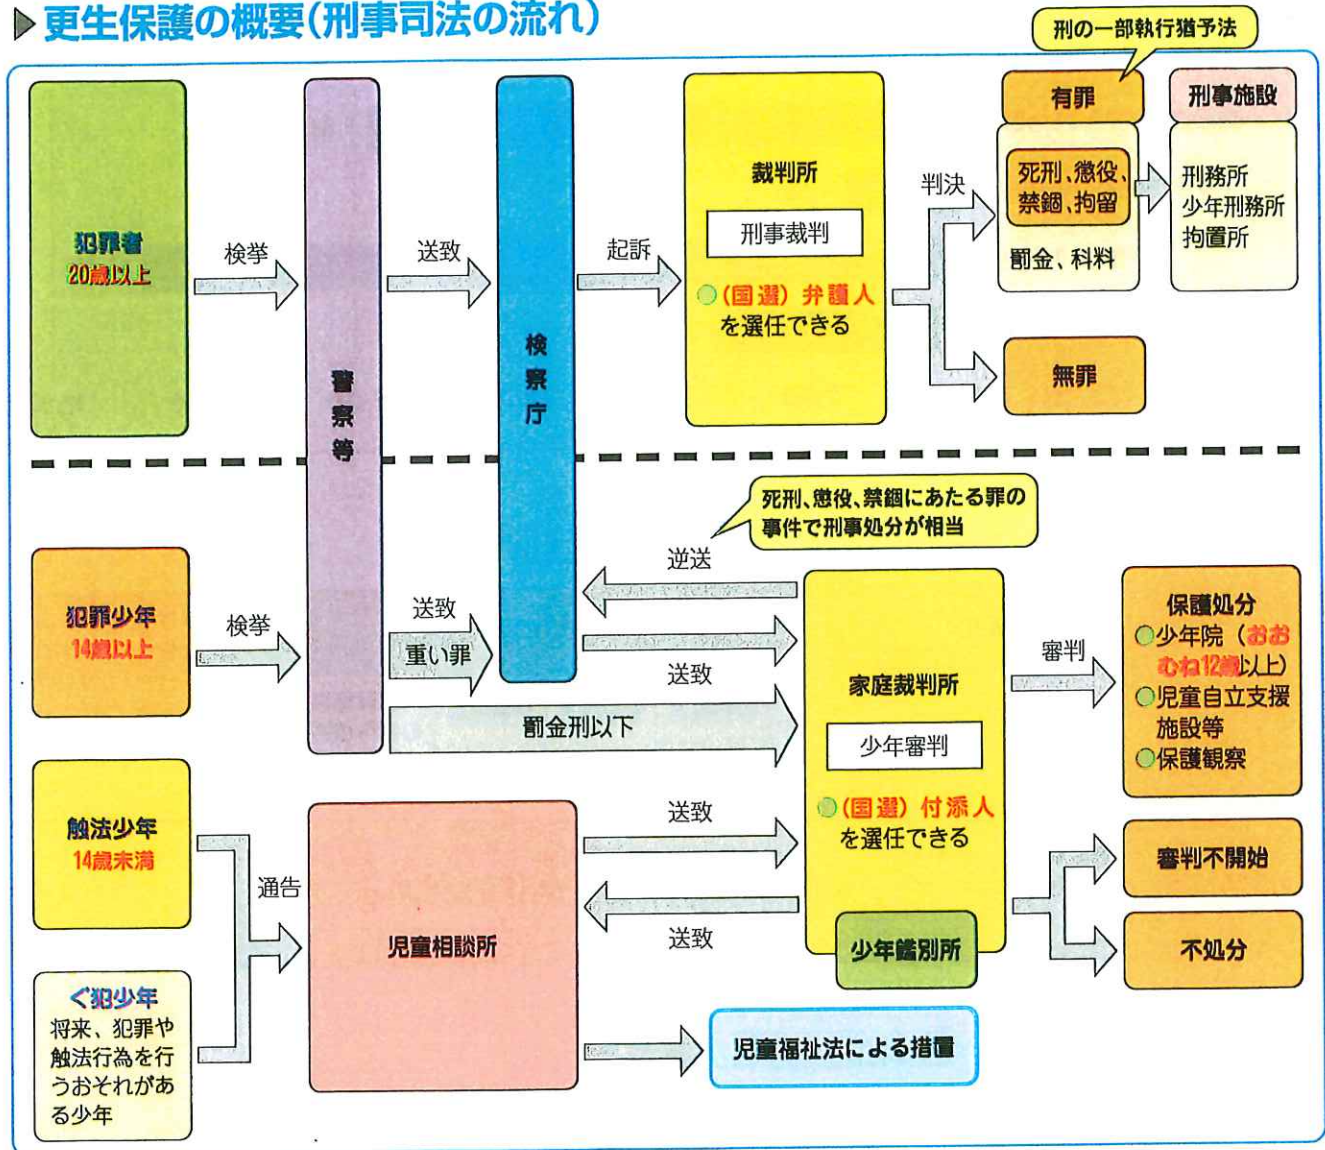 更生保護の概要(刑事司法の流れ)
刑の一部執行猶予法
犯罪者
20歳以上
検挙
警察等
送致
検察庁
起訴
裁判所
刑事裁判
(国選)弁護人
を選任できる
判決
有罪
死刑、懲役、
禁錮、拘留
罰金、科料
刑事施設
刑務所
少年刑務所
拘置所
無罪
死刑、懲役、禁錮にあたる罪の
事件で刑事処分が相当
犯罪少年
14歳以上
検挙
送致
重い罪
逆送
送致
罰金刑以下
家庭裁判所
少年審判
(国選)付添人
を選任できる
少年鑑別所
審判
保護処分
少年院(おお
むね12歳以上)
児童自立支援
施設等
保護観察
触法少年
14歳未満
通告
児童相談所
送致
送致
審判不開始
不処分
ぐ犯少年
将来、犯罪や
触法行為を行
うおそれがあ
る少年
児童福祉法による措置